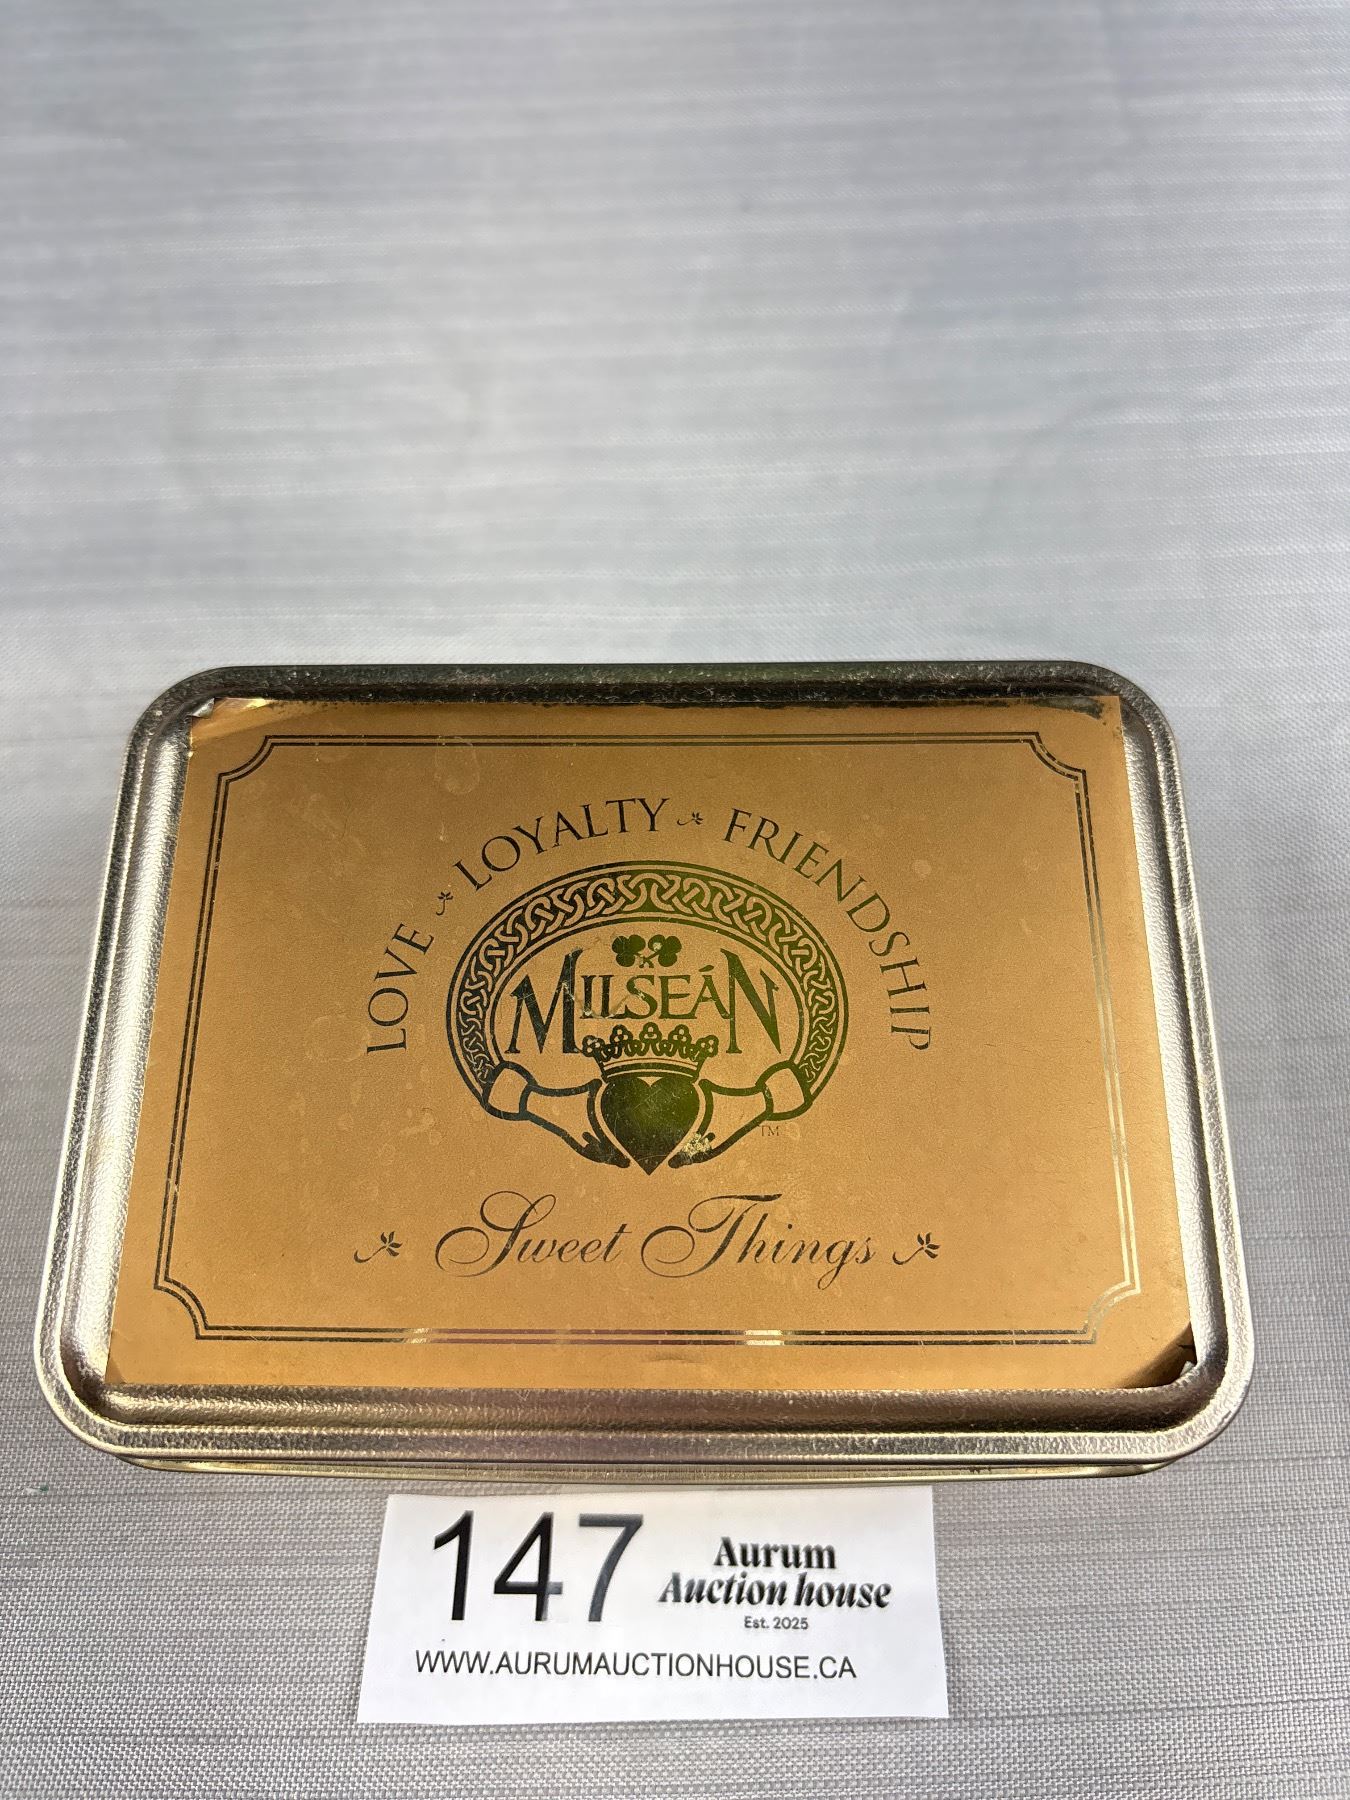 LOVE LOYALTY FRIENDSHIP
MILSEÁN
TM
Sweet Things
147
Aurum
Auction house
Est. 2025
WWW.AURUMAUCTIONHOUSE.CA